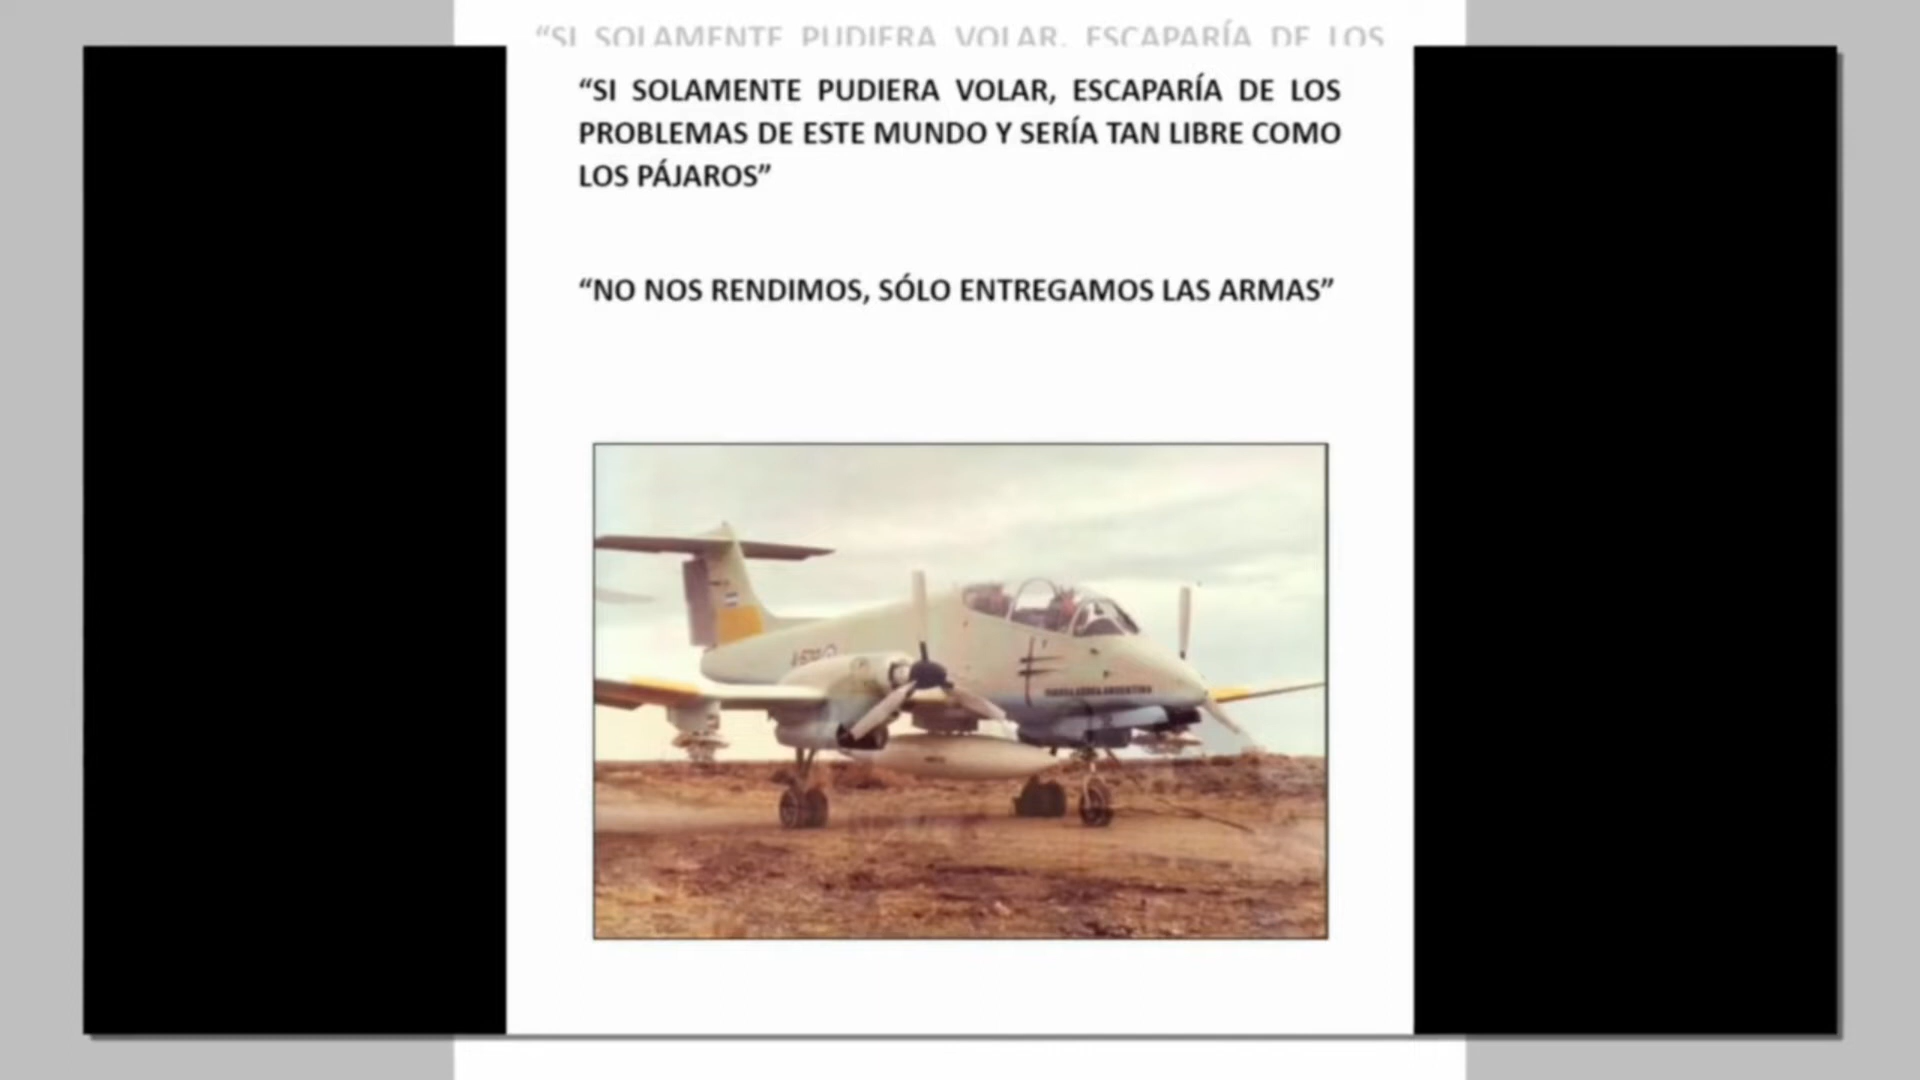 “SI SOLAMENTE PUDIERA VOLAR, ESCAPARÍA DE LOS
“SI SOLAMENTE PUDIERA VOLAR, ESCAPARÍA DE LOS
PROBLEMAS DE ESTE MUNDO Y SERÍA TAN LIBRE COMO
LOS PÁJAROS”
“NO NOS RENDIMOS, SÓLO ENTREGAMOS LAS ARMAS”
FUERZA AEREA ARGENTINA